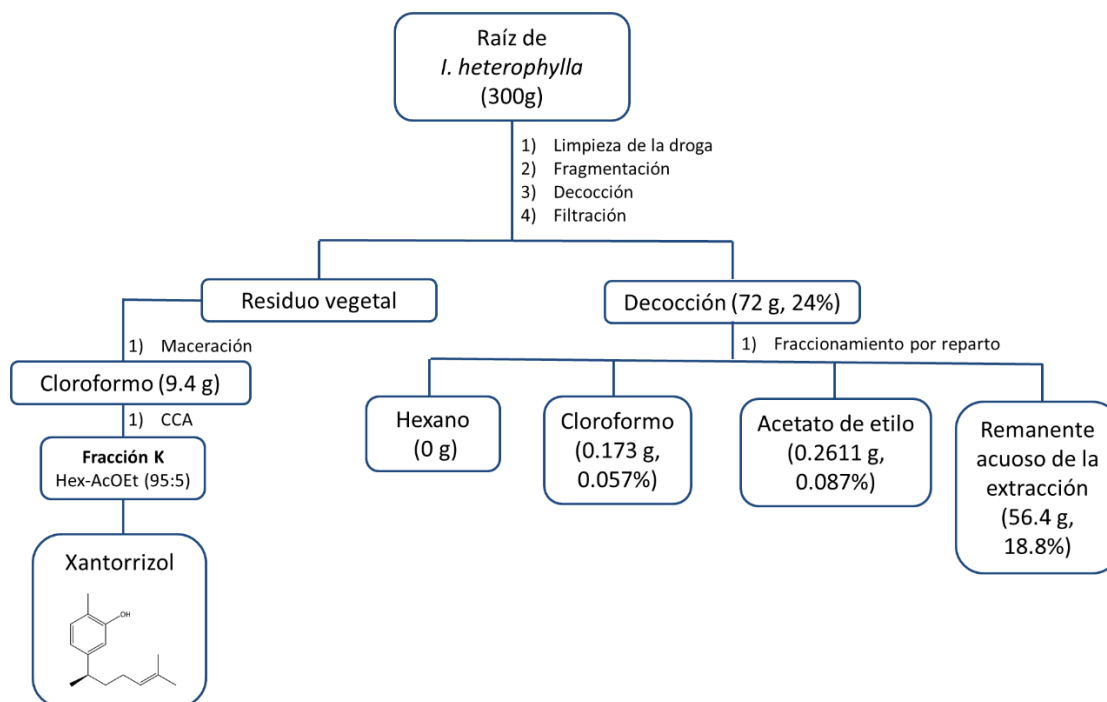 Raíz de
I. heterophylla
(300g)
1) Limpieza de la droga
2) Fragmentación
3) Decocción
4) Filtración
Residuo vegetal
Decocción (72 g, 24%)
1) Maceración
1) Fraccionamiento por reparto
Cloroformo (9.4 g)
1) CCA
Fracción K
Hex-AcOEt (95:5)
Xantorrizol
OH
Hexano
(0 g)
Cloroformo
(0.173 g,
0.057%)
Acetato de etilo
(0.2611 g,
0.087%)
Remanente
acuoso de la
extracción
(56.4 g,
18.8%)